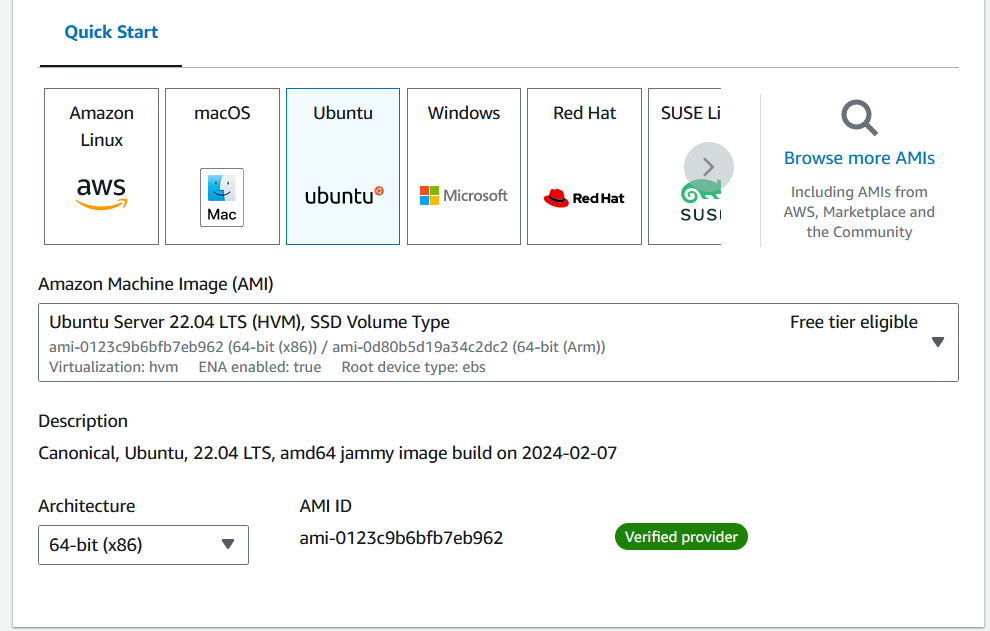 Quick Start
Amazon
Linux
aws
macOS
Mac
Ubuntu
ubuntu
Windows
Microsoft
Red Hat
Red Hat
SUSE Li
SUS
Browse more AMIs
Including AMIs from
AWS, Marketplace and
the Community
Amazon Machine Image (AMI)
Ubuntu Server 22.04 LTS (HVM), SSD Volume Type
Free tier eligible
ami-0123c9b6bfb7eb962 (64-bit (x86)) / ami-0d80b5d19a34c2dc2 (64-bit (Arm))
Virtualization: hvm ENA enabled: true Root device type: ebs
Description
Canonical, Ubuntu, 22.04 LTS, amd64 jammy image build on 2024-02-07
Architecture
64-bit (x86)
AMI ID
ami-0123c9b6bfb7eb962
Verified provider